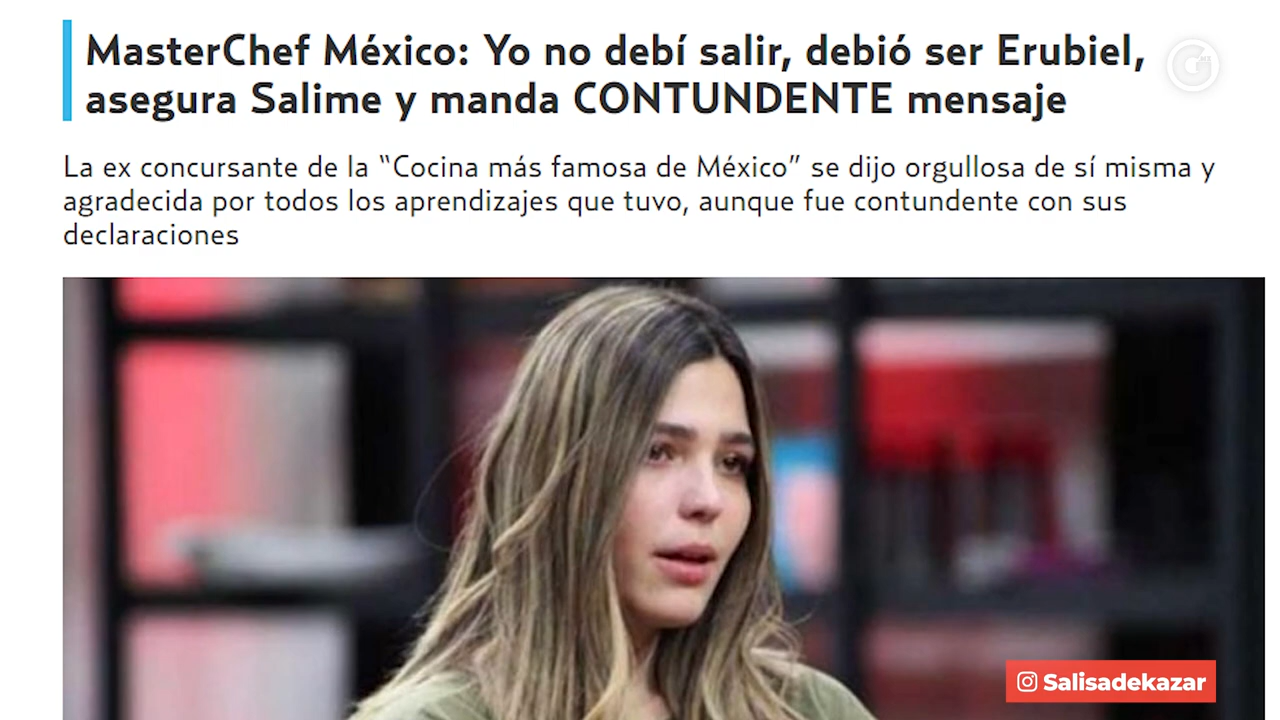 MasterChef México: Yo no debí salir, debió ser Erubiel,
asegura Salime y manda CONTUNDENTE mensaje
La ex concursante de la “Cocina más famosa de México” se dijo orgullosa de sí misma y
agradecida por todos los aprendizajes que tuvo, aunque fue contundente con sus
declaraciones
Salisadekazar